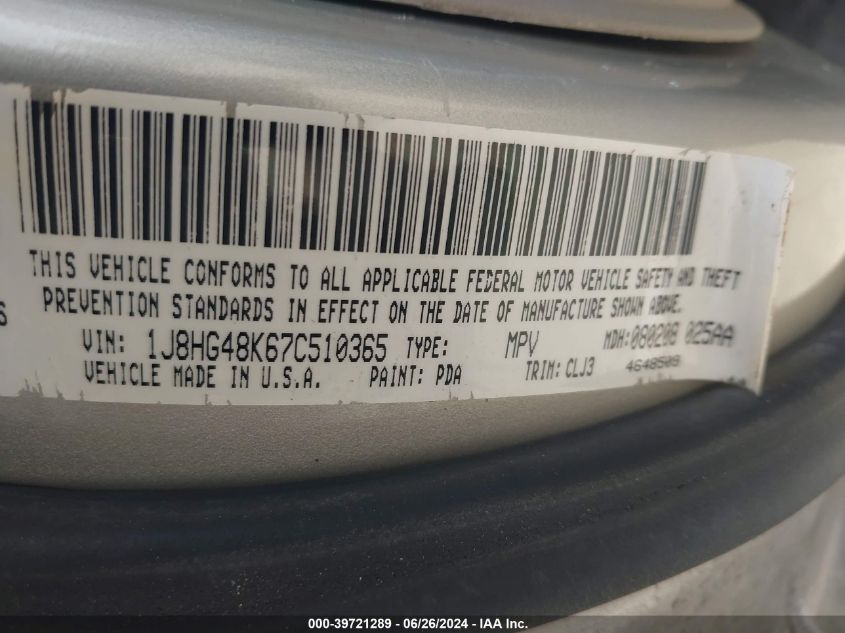 THIS VEHICLE CONFORMS TO ALL APPLICABLE FEDERAL MOTOR VEHICLE SAFETY AND THEFT
PREVENTION STANDARDS IN EFFECT ON THE DATE OF MANUFACTURE SHOWN ABOVE.
S
VIN: 1J8HG48K67C510365 TYPE: MPV MDH:080208 025AA
VEHICLE MADE IN U.S.A. PAINT: PDA TRIM: CLJ3 4648509
000-39721289 - 06/26/2024 - IAA Inc.